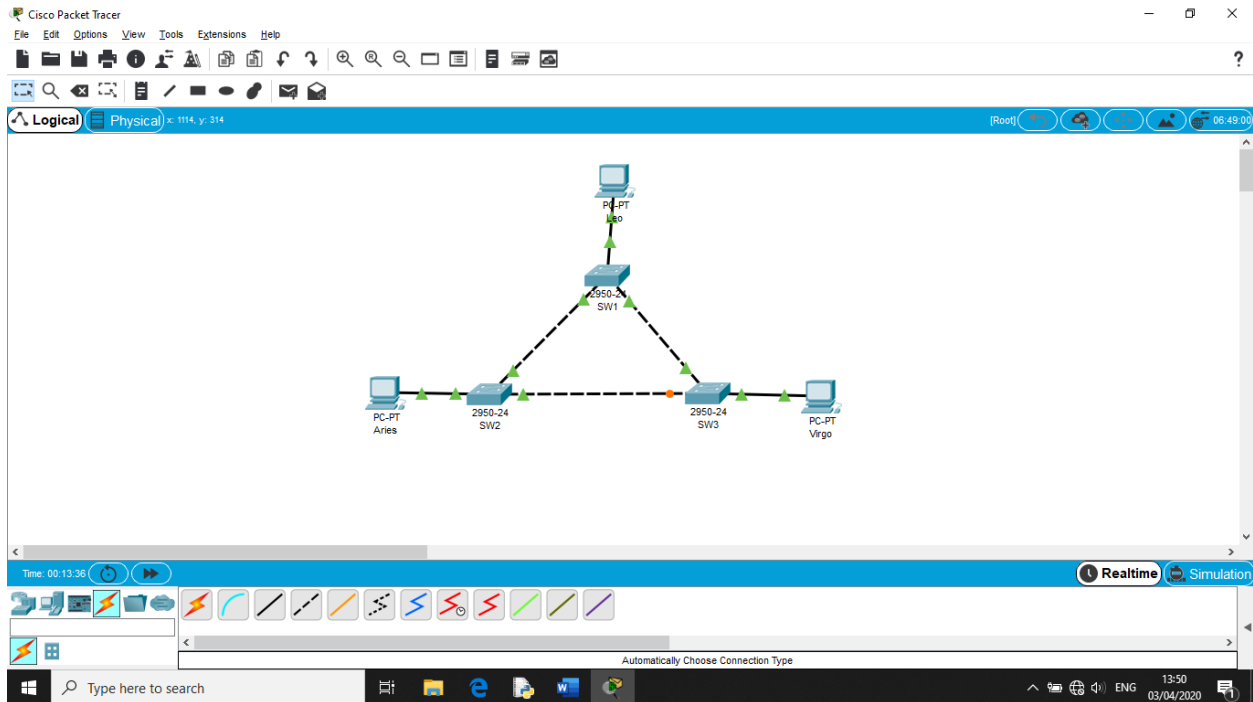 Cisco Packet Tracer
File Edit Options View Tools Extensions Help
?
Logical Physical x: 1114, y: 314 [Root] 06:49:00
PC-PT
Leo
2950-24
SW1
PC-PT
Aries
2950-24
SW2
2950-24
SW3
PC-PT
Virgo
Time: 00:13:36 Realtime Simulation
Automatically Choose Connection Type
Type here to search ENG 13:50
03/04/2020